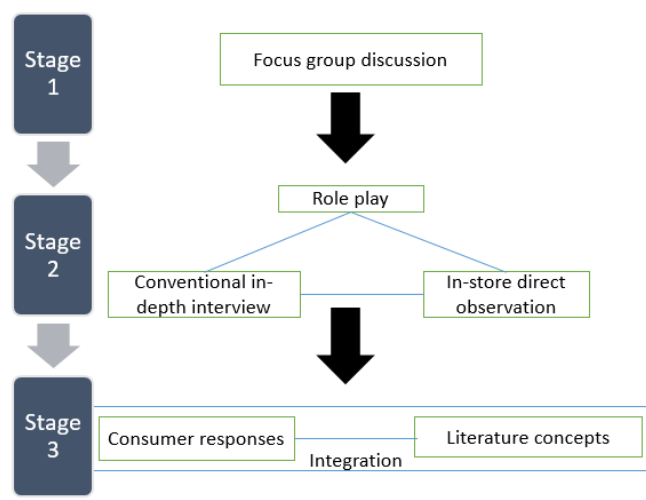 Stage
1
Focus group discussion
Role play
Stage
2
Conventional in-
depth interview
In-store direct
observation
Stage
3
Consumer responses
Literature concepts
Integration